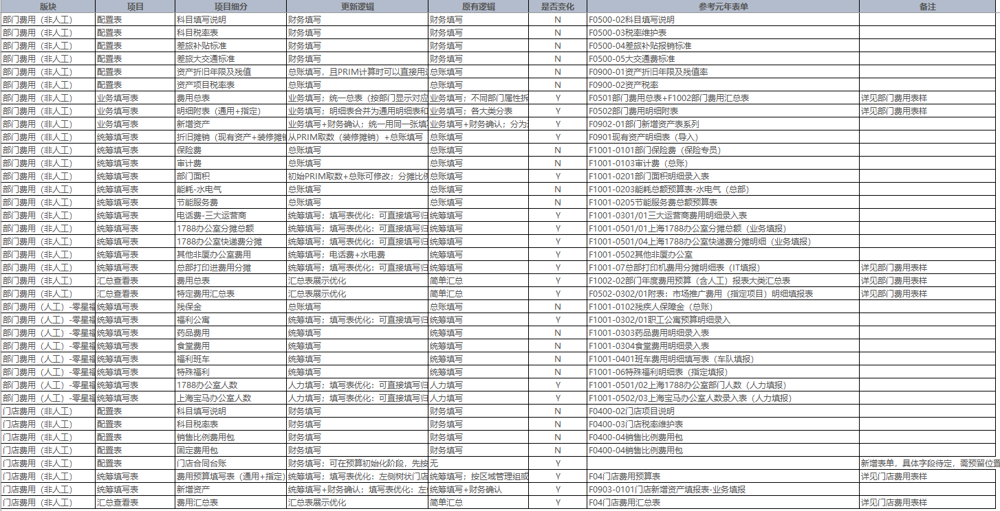 版块 项目 项目细分 更新逻辑 原有逻辑 是否变化 参考元年表单 备注
部门费用（非人工） 配置表 科目填写说明 财务填写 财务填写 N F0500-02科目填写说明
部门费用（非人工） 配置表 科目税率表 财务填写 财务填写 N F0500-03税率维护表
部门费用（非人工） 配置表 差旅补贴标准 财务填写 财务填写 N F0500-04差旅补贴报销标准
部门费用（非人工） 配置表 差旅大交通标准 财务填写 财务填写 N F0500-05大交通费标准
部门费用（非人工） 配置表 资产折旧年限及残值 总账填写，且PRIM计算时可以直接用 总账填写 N F0900-01资产折旧年限及残值率
部门费用（非人工） 配置表 资产项目税率表 总账填写 总账填写 N F0900-02资产税率
部门费用（非人工） 业务填写表 费用总表 业务填写；统一总表（按部门显示对应 业务填写；不同部门属性拆 Y F0501部门费用总表+F1002部门费用汇总表 详见部门费用表样
部门费用（非人工） 业务填写表 明细附表（通用+指定） 业务填写；明细表合并为通用明细表和 业务填写；各大类分表 Y F0502部门费用明细附表 详见部门费用表样
部门费用（非人工） 业务填写表 新增资产 业务填写+财务确认；统一用同一张填 业务填写+财务确认；分为 Y F0902-01部门新增资产表系列
部门费用（非人工） 统筹填写表 折旧摊销（现有资产+装修摊销 从PRIM取数（装修摊销）+总账填写 总账填写 Y F0901现有资产明细表（导入）
部门费用（非人工） 统筹填写表 保险费 总账填写 总账填写 N F1001-0101部门保险费（保险专员）
部门费用（非人工） 统筹填写表 审计费 总账填写 总账填写 N F1001-0103审计费（总账）
部门费用（非人工） 统筹填写表 部门面积 初始PRIM取数+总账可修改；分摊比例 总账填写 Y F1001-0201部门面积明细录入表
部门费用（非人工） 统筹填写表 能耗-水电气 总账填写 总账填写 N F1001-0203能耗总额预算表-水电气（总部）
部门费用（非人工） 统筹填写表 节能服务费 总账填写 总账填写 N F1001-0205节能服务费总额预算表
部门费用（非人工） 统筹填写表 电话费-三大运营商 统筹填写；填写表优化：可直接填写归 统筹填写 Y F1001-0301/01三大运营商费用明细录入表
部门费用（非人工） 统筹填写表 1788办公室分摊总额 统筹填写；填写表优化：可直接填写归 统筹填写 Y F1001-0501/01上海1788办公室分摊总额（业务填报）
部门费用（非人工） 统筹填写表 1788办公室快递费分摊 统筹填写；填写表优化：可直接填写归 统筹填写 Y F1001-0501/04上海1788办公室快递费分摊明细（业务填报）
部门费用（非人工） 统筹填写表 其他非厦办公室费用 统筹填写；电话费+水电费 统筹填写 Y F1001-0502其他非厦办公室
部门费用（非人工） 统筹填写表 总部打印进费用分摊 统筹填写；填写表优化：可直接填写归 统筹填写 Y F1001-07总部打印机费用分摊明细表（IT填报） 详见部门费用表样
部门费用（非人工） 汇总查看表 费用总表 汇总表展示优化 简单汇总 Y F1002-02部门年度费用预算（含人工）报表大类汇总表 详见部门费用表样
部门费用（非人工） 汇总查看表 特定费用汇总表 汇总表展示优化 简单汇总 Y F0502-0302/01附表：市场推广费用（指定项目）明细填报表 详见部门费用表样
部门费用（人工）-零星福 统筹填写表 残保金 总账填写 总账填写 N F1001-0102残疾人保障金（总账）
部门费用（人工）-零星福 统筹填写表 福利公寓 统筹填写；填写表优化：可直接填写归 统筹填写 Y F1001-0302/01职工公寓预算明细录入
部门费用（人工）-零星福 统筹填写表 药品费用 统筹填写 统筹填写 N F1001-0303药品费用明细录入表
部门费用（人工）-零星福 统筹填写表 食堂费用 统筹填写 统筹填写 N F1001-0304食堂费用明细录入表
部门费用（人工）-零星福 统筹填写表 福利班车 统筹填写 统筹填写 N F1001-0401班车费用明细填写表（车队填报）
部门费用（人工）-零星福 统筹填写表 特殊福利 统筹填写 统筹填写 N F1001-06特殊福利明细表（指定填报）
部门费用（人工）-零星福 统筹填写表 1788办公室人数 人力填写；填写表优化：可直接填写归 人力填写 Y F1001-0501/02上海1788办公室部门人数（人力填报）
部门费用（人工）-零星福 统筹填写表 上海宝马办公室人数 人力填写；填写表优化：可直接填写归 人力填写 Y F1001-0502/03上海宝马办公室人数录入表（人力填报）
门店费用（非人工） 配置表 科目填写说明 财务填写 财务填写 N F0400-02门店项目说明
门店费用（非人工） 配置表 科目税率表 财务填写 财务填写 N F0400-03门店税率维护表
门店费用（非人工） 配置表 销售比例费用包 财务填写 财务填写 N F0400-04销售比例费用包
门店费用（非人工） 配置表 固定费用包 财务填写 财务填写 N F0400-04销售比例费用包
门店费用（非人工） 配置表 门店合同台账 财务填写；可在预算初始化阶段，先按 无 Y 新增表单，具体字段待定，需预留位置
门店费用（非人工） 统筹填写表 费用预算填写表（通用+指定） 统筹填写；填写表优化：左侧树状门店 统筹填写；按区域管理组或 Y F04门店费用预算表 详见门店费用表样
门店费用（非人工） 统筹填写表 新增资产 统筹填写+财务确认；填写表优化：左 统筹填写+财务确认 Y F0903-0101门店新增资产填报表-业务填报
门店费用（非人工） 汇总查看表 费用汇总表 汇总表展示优化 简单汇总 Y F04门店费用汇总表 详见门店费用表样